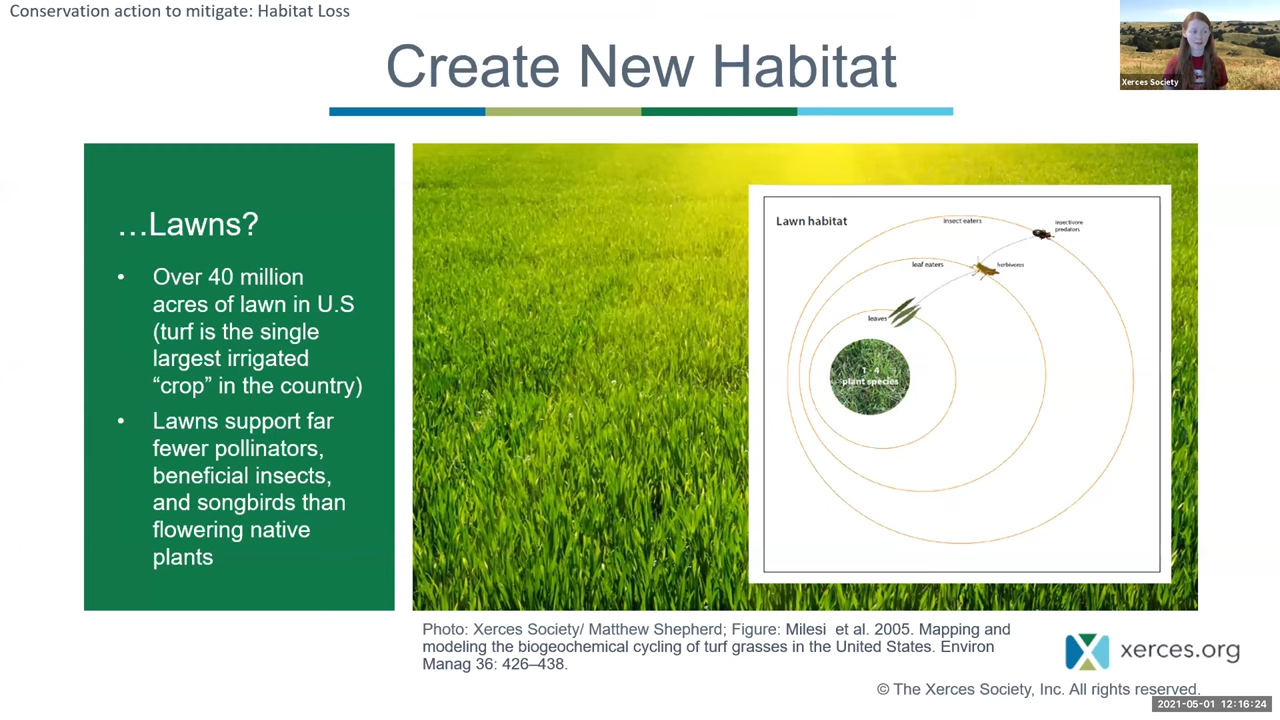 Conservation action to mitigate: Habitat Loss
Create New Habitat
Xerces Society
…Lawns?
• Over 40 million
acres of lawn in U.S
(turf is the single
largest irrigated
“crop” in the country)
• Lawns support far
fewer pollinators,
beneficial insects,
and songbirds than
flowering native
plants
Lawn habitat
insect eaters
insectivore
predators
leaf eaters
herbivores
leaves
1 - 4
plant species
Photo: Xerces Society/ Matthew Shepherd; Figure: Milesi et al. 2005. Mapping and
modeling the biogeochemical cycling of turf grasses in the United States. Environ
Manag 36: 426–438.
xerces.org
© The Xerces Society, Inc. All rights reserved.
2021-05-01 12:16:24